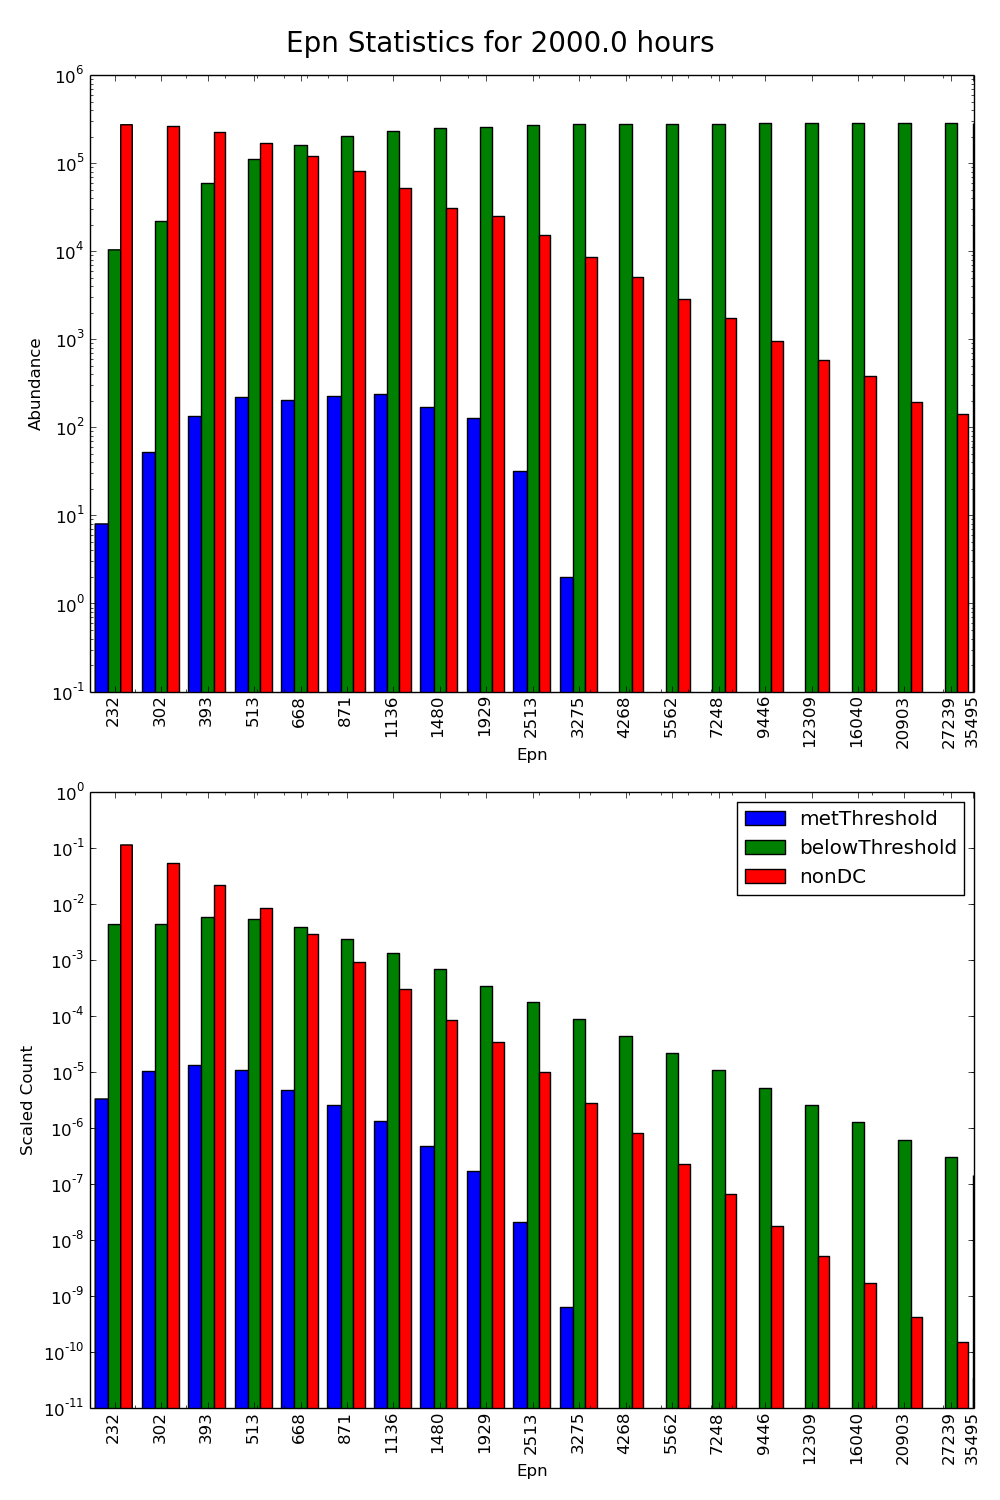 Epn Statistics for 2000.0 hours
10^6
10^5
10^4
10^3
10^2
10^1
10^0
10^-1
Abundance
232 302 393 513 668 871 1136 1480 1929 2513 3275 4268 5562 7248 9446 12309 16040 20903 27239 35495
Epn
10^0
10^-1
10^-2
10^-3
10^-4
10^-5
10^-6
10^-7
10^-8
10^-9
10^-10
10^-11
Scaled Count
metThreshold
belowThreshold
nonDC
232 302 393 513 668 871 1136 1480 1929 2513 3275 4268 5562 7248 9446 12309 16040 20903 27239 35495
Epn